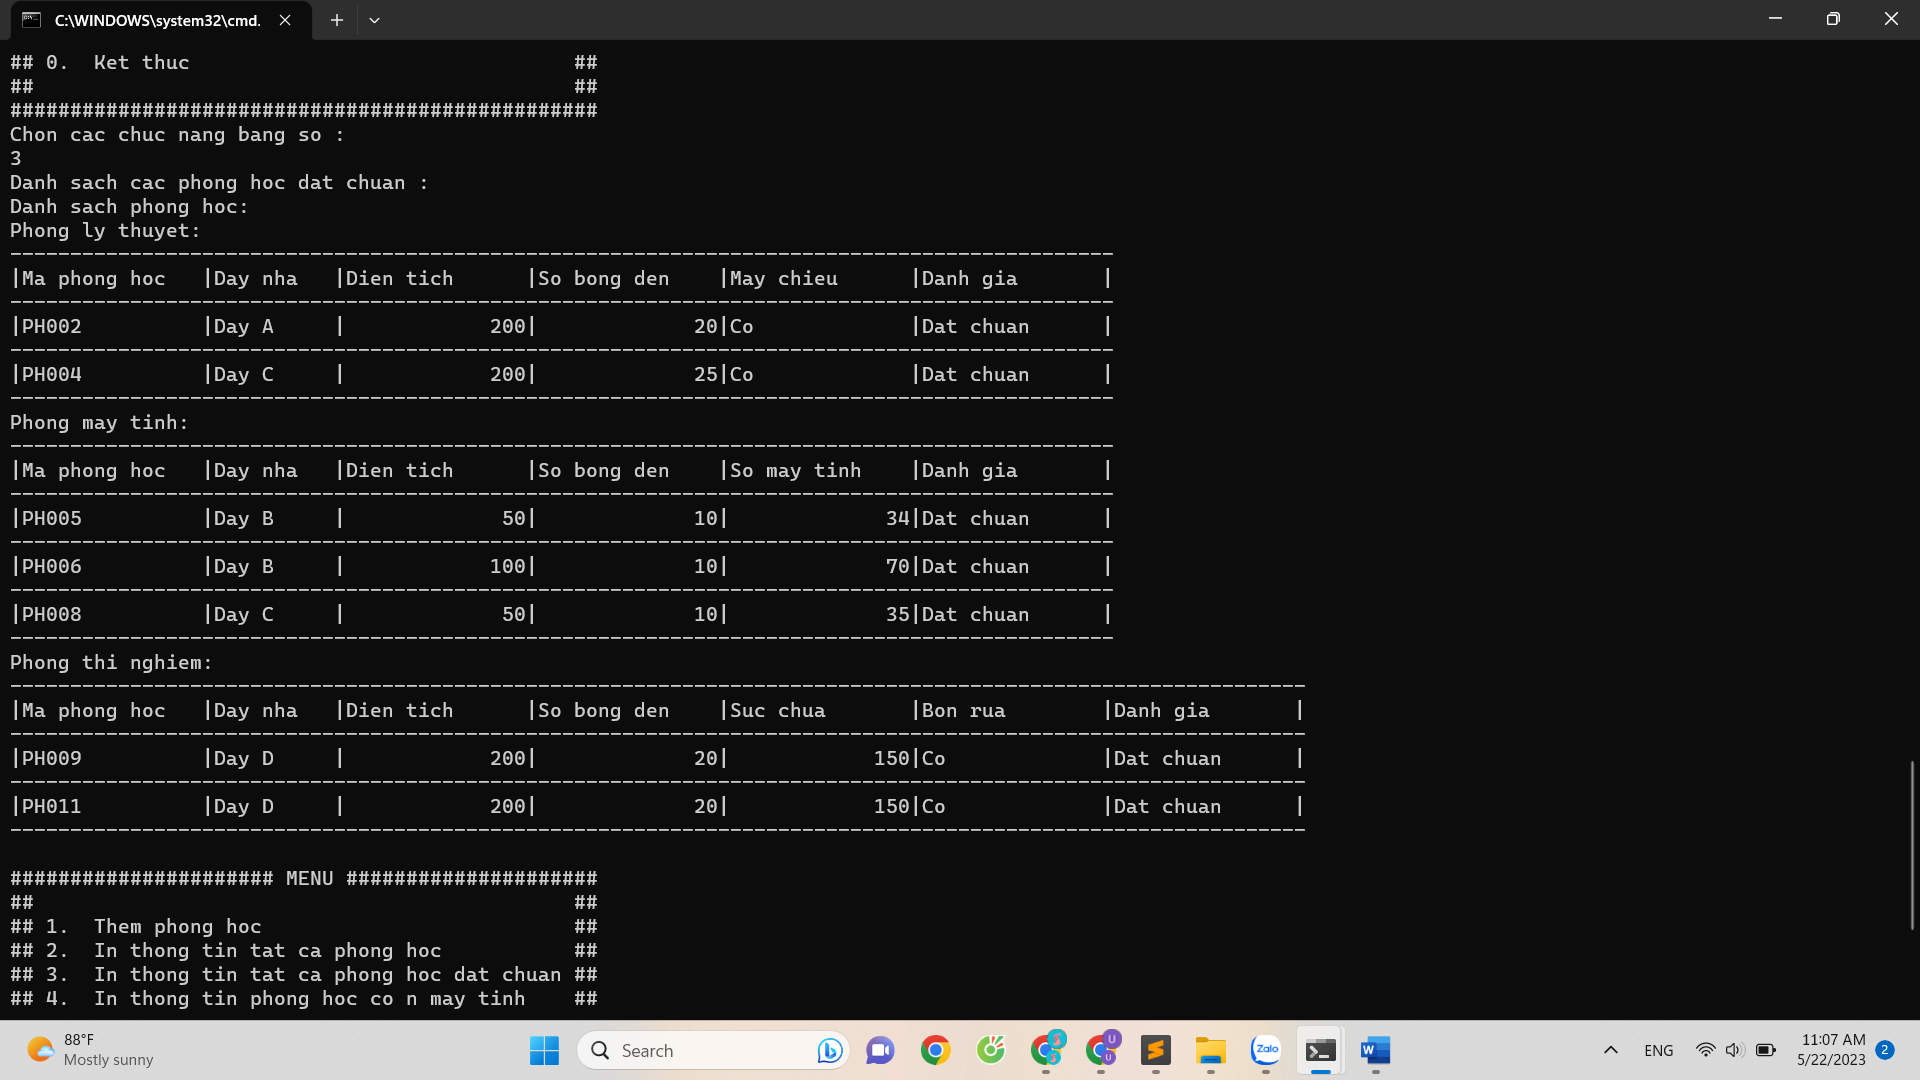 C:\WINDOWS\system32\cmd.
## 0.  Ket thuc                                ##
##                                             ##
#################################################
Chon cac chuc nang bang so :
3
Danh sach cac phong hoc dat chuan :
Danh sach phong hoc:
Phong ly thuyet:
--------------------------------------------------------------------------------------------
|Ma phong hoc   |Day nha   |Dien tich      |So bong den    |May chieu      |Danh gia       |
--------------------------------------------------------------------------------------------
|PH002          |Day A     |            200|             20|Co             |Dat chuan      |
--------------------------------------------------------------------------------------------
|PH004          |Day C     |            200|             25|Co             |Dat chuan      |
--------------------------------------------------------------------------------------------
Phong may tinh:
--------------------------------------------------------------------------------------------
|Ma phong hoc   |Day nha   |Dien tich      |So bong den    |So may tinh    |Danh gia       |
--------------------------------------------------------------------------------------------
|PH005          |Day B     |             50|             10|             34|Dat chuan      |
--------------------------------------------------------------------------------------------
|PH006          |Day B     |            100|             10|             70|Dat chuan      |
--------------------------------------------------------------------------------------------
|PH008          |Day C     |             50|             10|             35|Dat chuan      |
--------------------------------------------------------------------------------------------
Phong thi nghiem:
------------------------------------------------------------------------------------------------------------
|Ma phong hoc   |Day nha   |Dien tich      |So bong den    |Suc chua       |Bon rua        |Danh gia       |
------------------------------------------------------------------------------------------------------------
|PH009          |Day D     |            200|             20|            150|Co             |Dat chuan      |
------------------------------------------------------------------------------------------------------------
|PH011          |Day D     |            200|             20|            150|Co             |Dat chuan      |
------------------------------------------------------------------------------------------------------------
###################### MENU #####################
##                                             ##
## 1.  Them phong hoc                          ##
## 2.  In thong tin tat ca phong hoc           ##
## 3.  In thong tin tat ca phong hoc dat chuan ##
## 4.  In thong tin phong hoc co n may tinh    ##
88°F
Mostly sunny
Search
U
U
S
S
Zalo
W
ENG
11:07 AM
5/22/2023
2